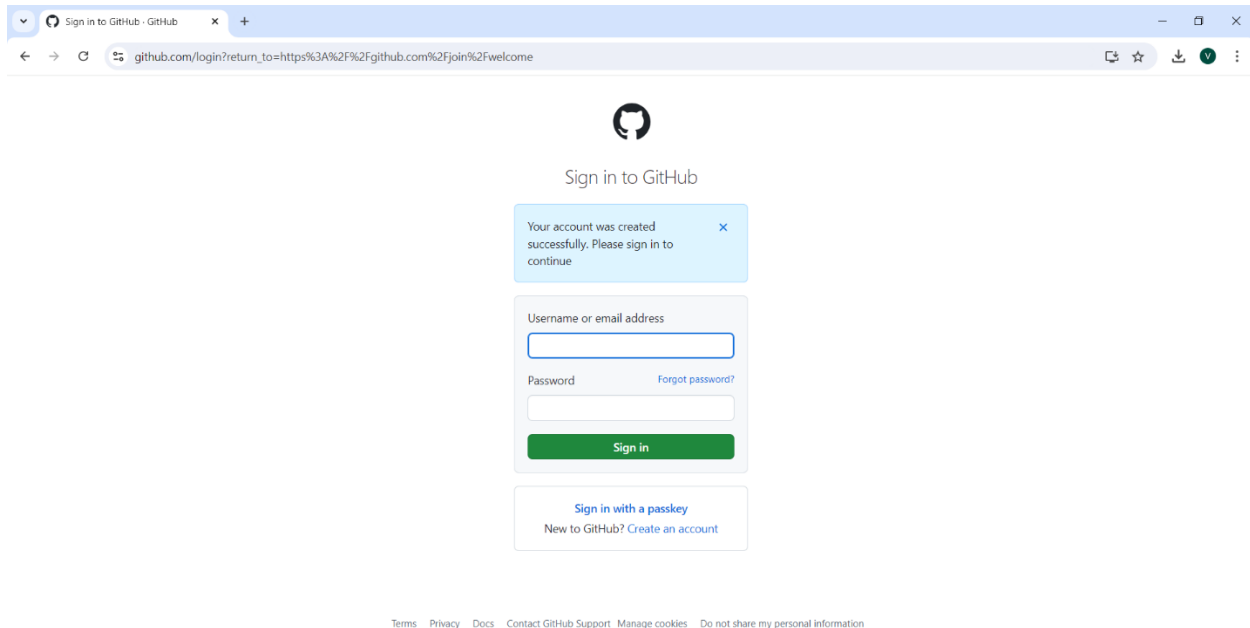 Sign in to GitHub · GitHub
github.com/login?return_to=https%3A%2F%2Fgithub.com%2Fjoin%2Fwelcome
V
Sign in to GitHub
Your account was created
successfully. Please sign in to
continue
Username or email address
Password Forgot password?
Sign in
Sign in with a passkey
New to GitHub? Create an account
Terms Privacy Docs Contact GitHub Support Manage cookies Do not share my personal information